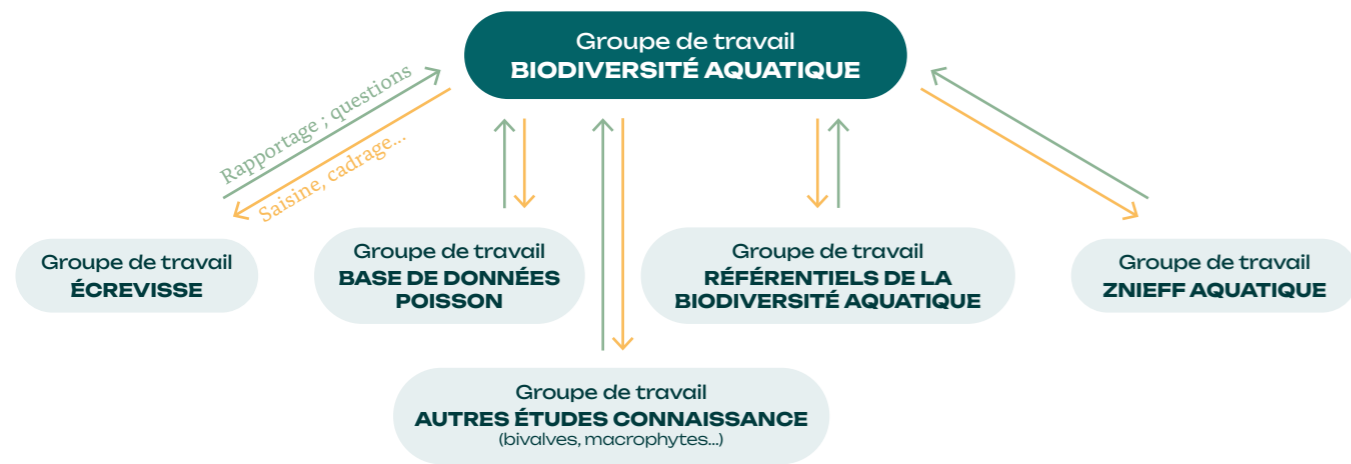 Groupe de travail
BIODIVERSITÉ AQUATIQUE
Rapportage ; questions
Saisine, cadrage...
Groupe de travail
ÉCREVISSE
Groupe de travail
BASE DE DONNÉES
POISSON
Groupe de travail
RÉFÉRENTIELS DE LA
BIODIVERSITÉ AQUATIQUE
Groupe de travail
ZNIEFF AQUATIQUE
Groupe de travail
AUTRES ÉTUDES CONNAISSANCE
(bivalves, macrophytes...)